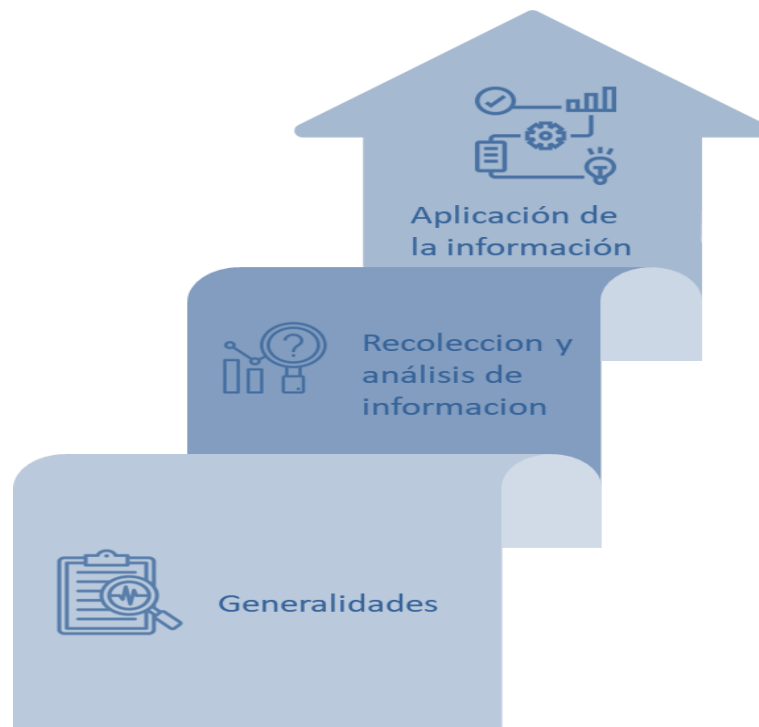 Aplicación de
la información
Recoleccion y
análisis de
informacion
Generalidades